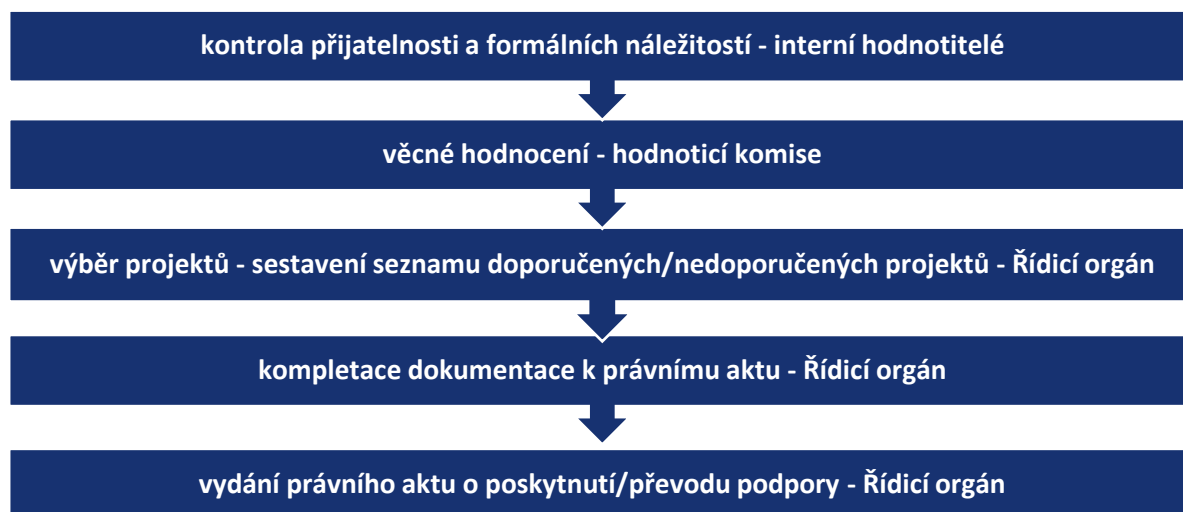 kontrola přijatelnosti a formálních náležitostí - interní hodnotitelé
věcné hodnocení - hodnoticí komise
výběr projektů - sestavení seznamu doporučených/nedoporučených projektů - Řídicí orgán
kompletace dokumentace k právnímu aktu - Řídicí orgán
vydání právního aktu o poskytnutí/převodu podpory - Řídicí orgán